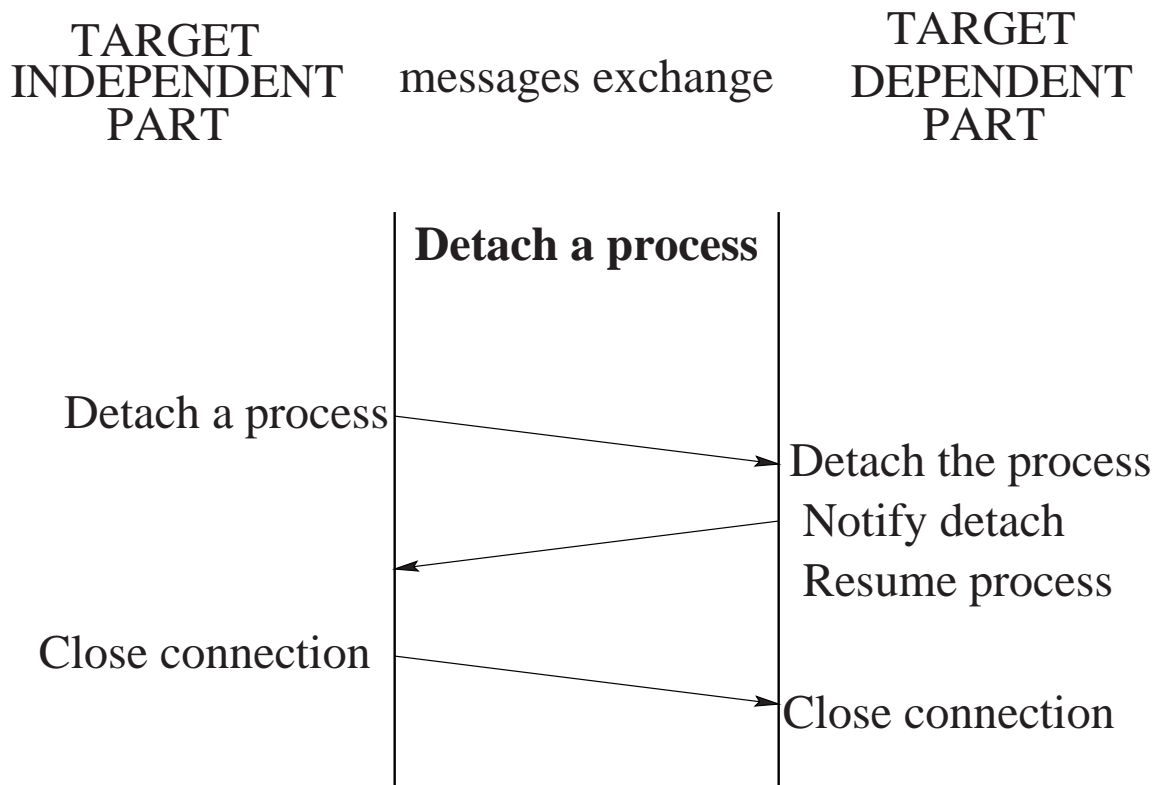 TARGET
INDEPENDENT
PART
messages exchange
TARGET
DEPENDENT
PART
Detach a process
Detach a process
Detach the process
Notify detach
Resume process
Close connection
Close connection